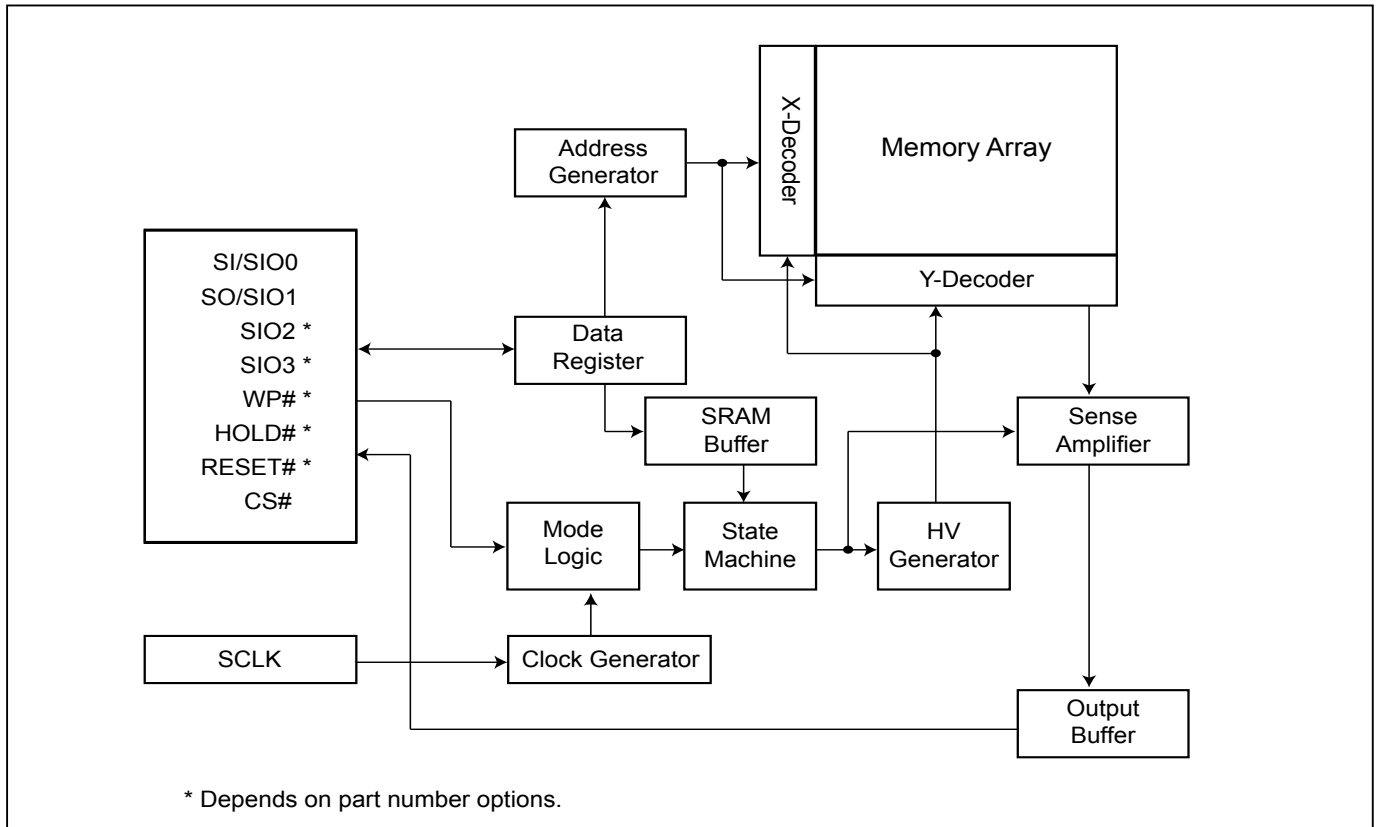 X-Decoder
Memory Array
Address
Generator
Y-Decoder
SI/SIO0
SO/SIO1
SIO2 *
SIO3 *
WP# *
HOLD# *
RESET# *
CS#
Data
Register
SRAM
Buffer
Sense
Amplifier
Mode
Logic
State
Machine
HV
Generator
SCLK
Clock Generator
Output
Buffer
* Depends on part number options.